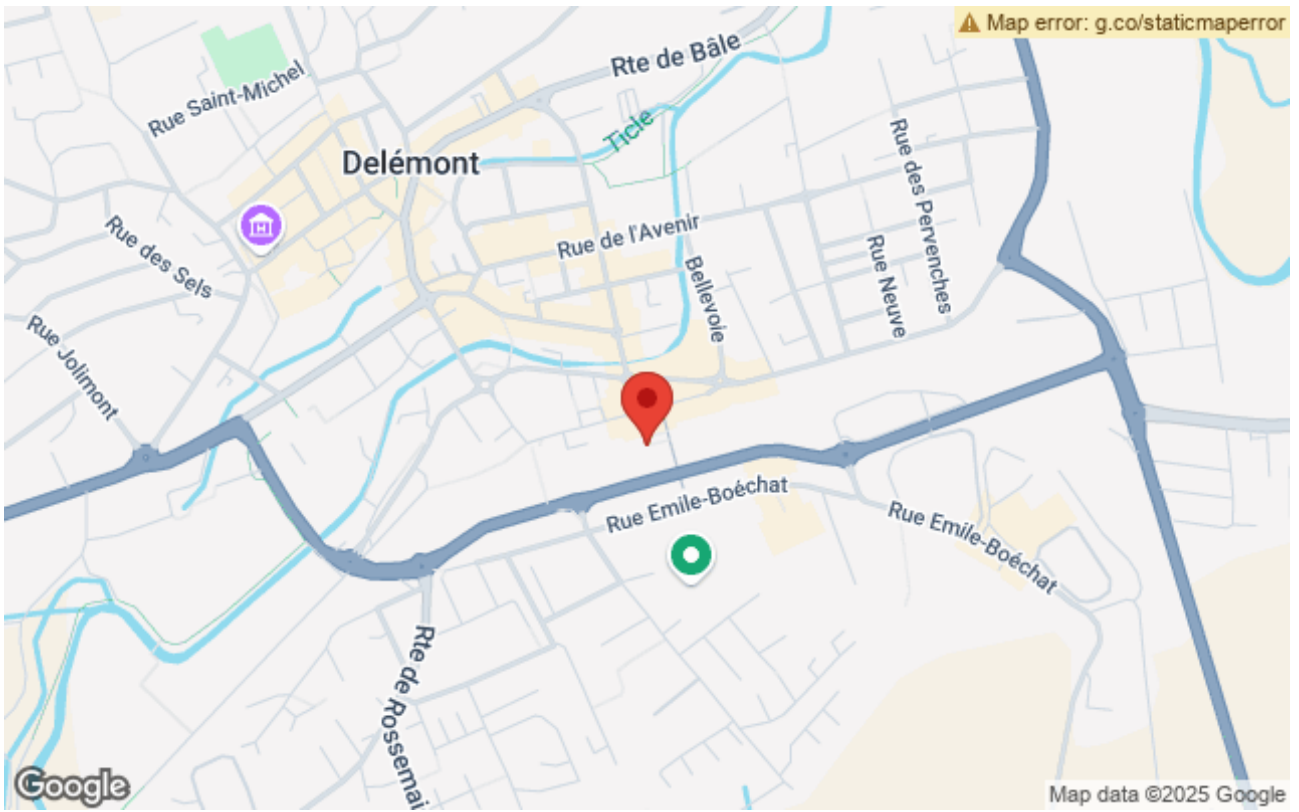 Map error: g.co/staticmaperror
Rte de Bâle
Rue Saint-Michel
Ticle
Delémont
Rue des Pervenches
Rue de l'Avenir
Rue des Sels
Bellevoie
Rue Neuve
Rue Jolimont
Rue Emile-Boéchat
Rue Emile-Boéchat
Rte de Rossemai
Google
Map data ©2025 Google